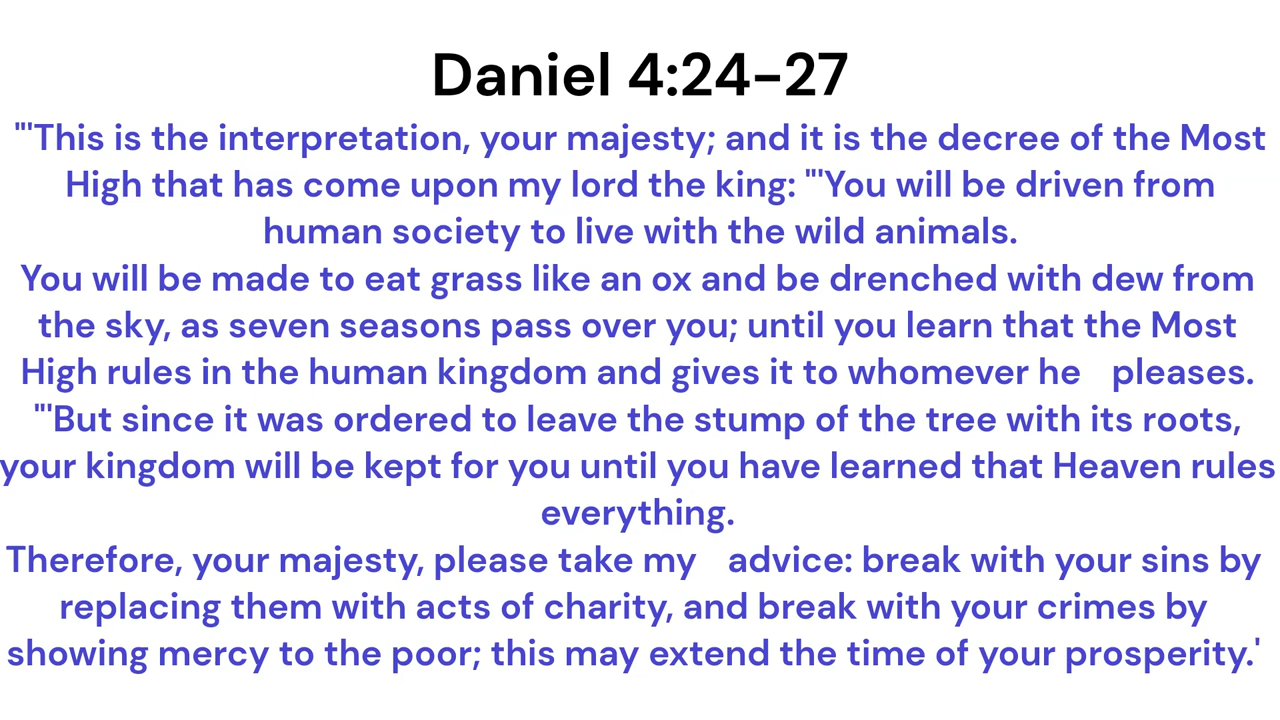 Daniel 4:24-27
"'This is the interpretation, your majesty; and it is the decree of the Most
High that has come upon my lord the king: "'You will be driven from
human society to live with the wild animals.
You will be made to eat grass like an ox and be drenched with dew from
the sky, as seven seasons pass over you; until you learn that the Most
High rules in the human kingdom and gives it to whomever he   pleases.
"'But since it was ordered to leave the stump of the tree with its roots,
your kingdom will be kept for you until you have learned that Heaven rules
everything.
Therefore, your majesty, please take my   advice: break with your sins by
replacing them with acts of charity, and break with your crimes by
showing mercy to the poor; this may extend the time of your prosperity.'